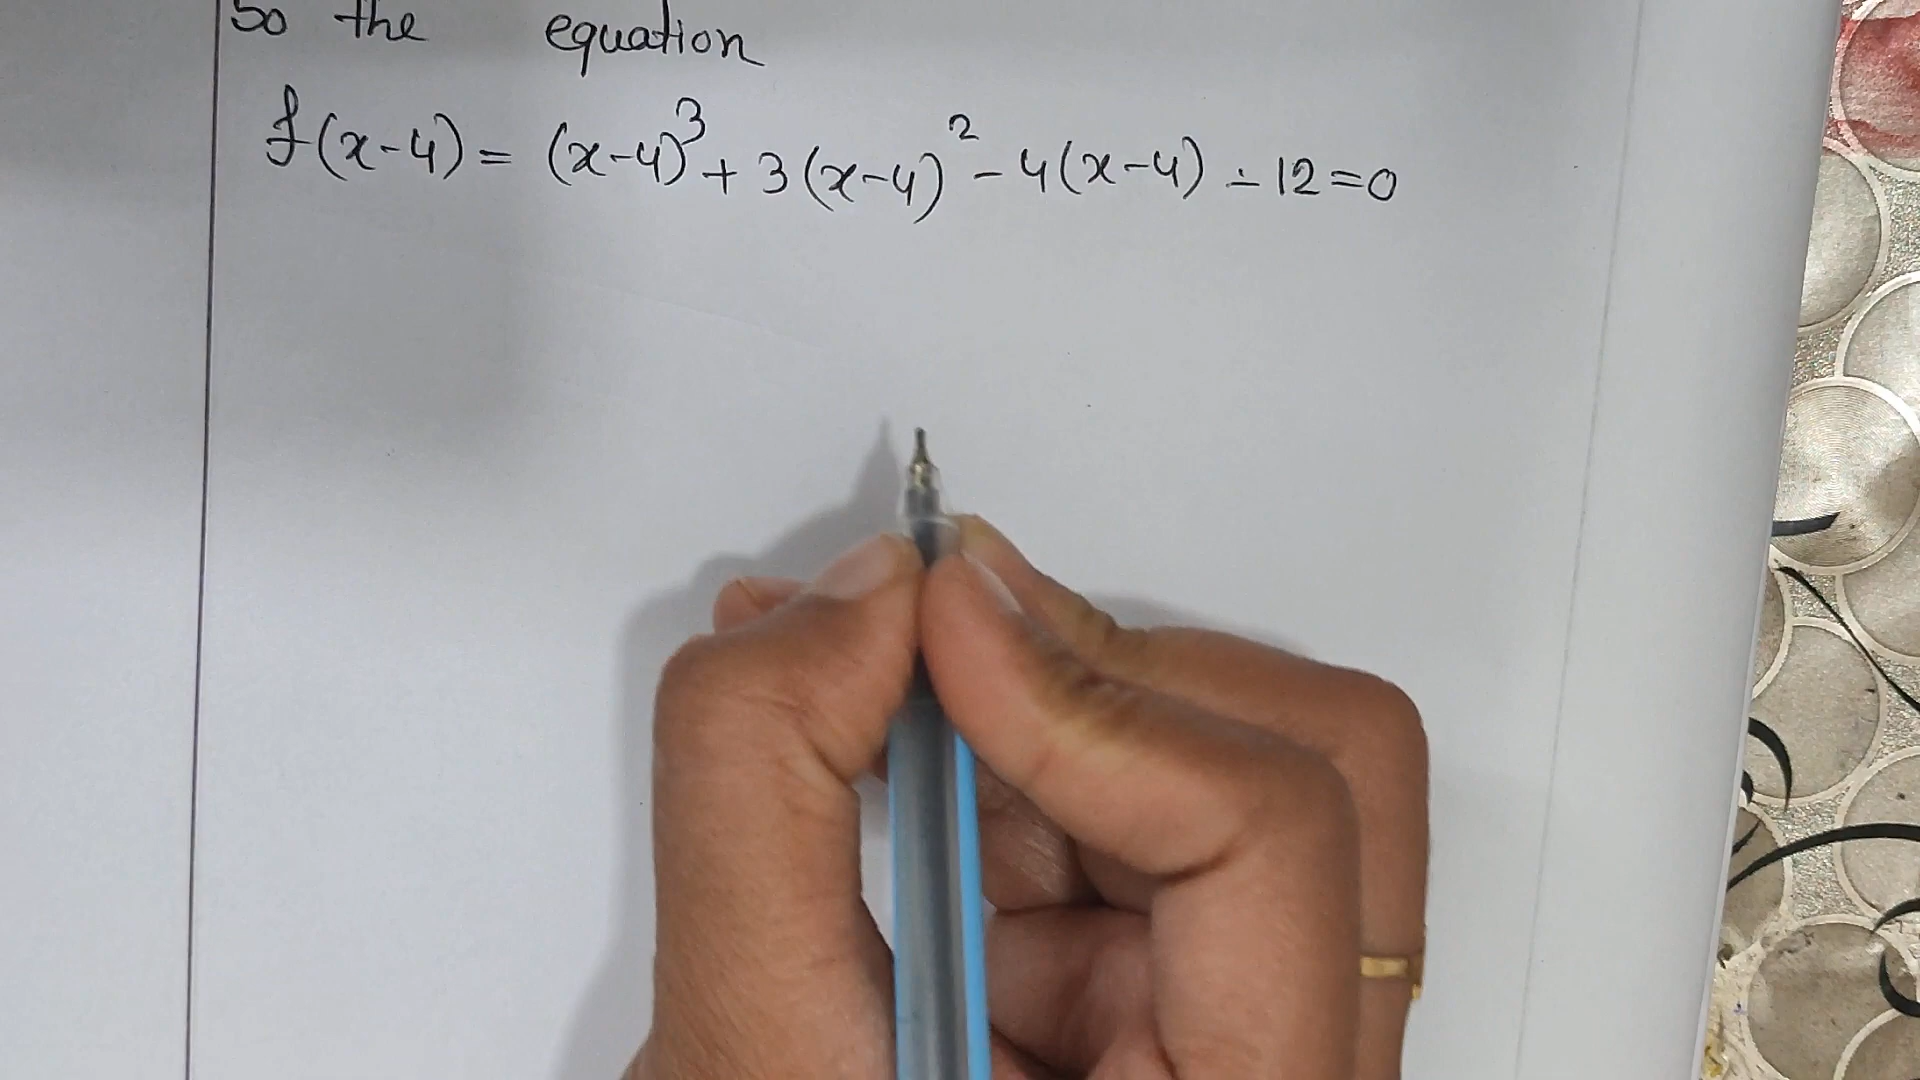 So the equation
f(x-4) = (x-4)³ + 3(x-4)² - 4(x-4) - 12=0